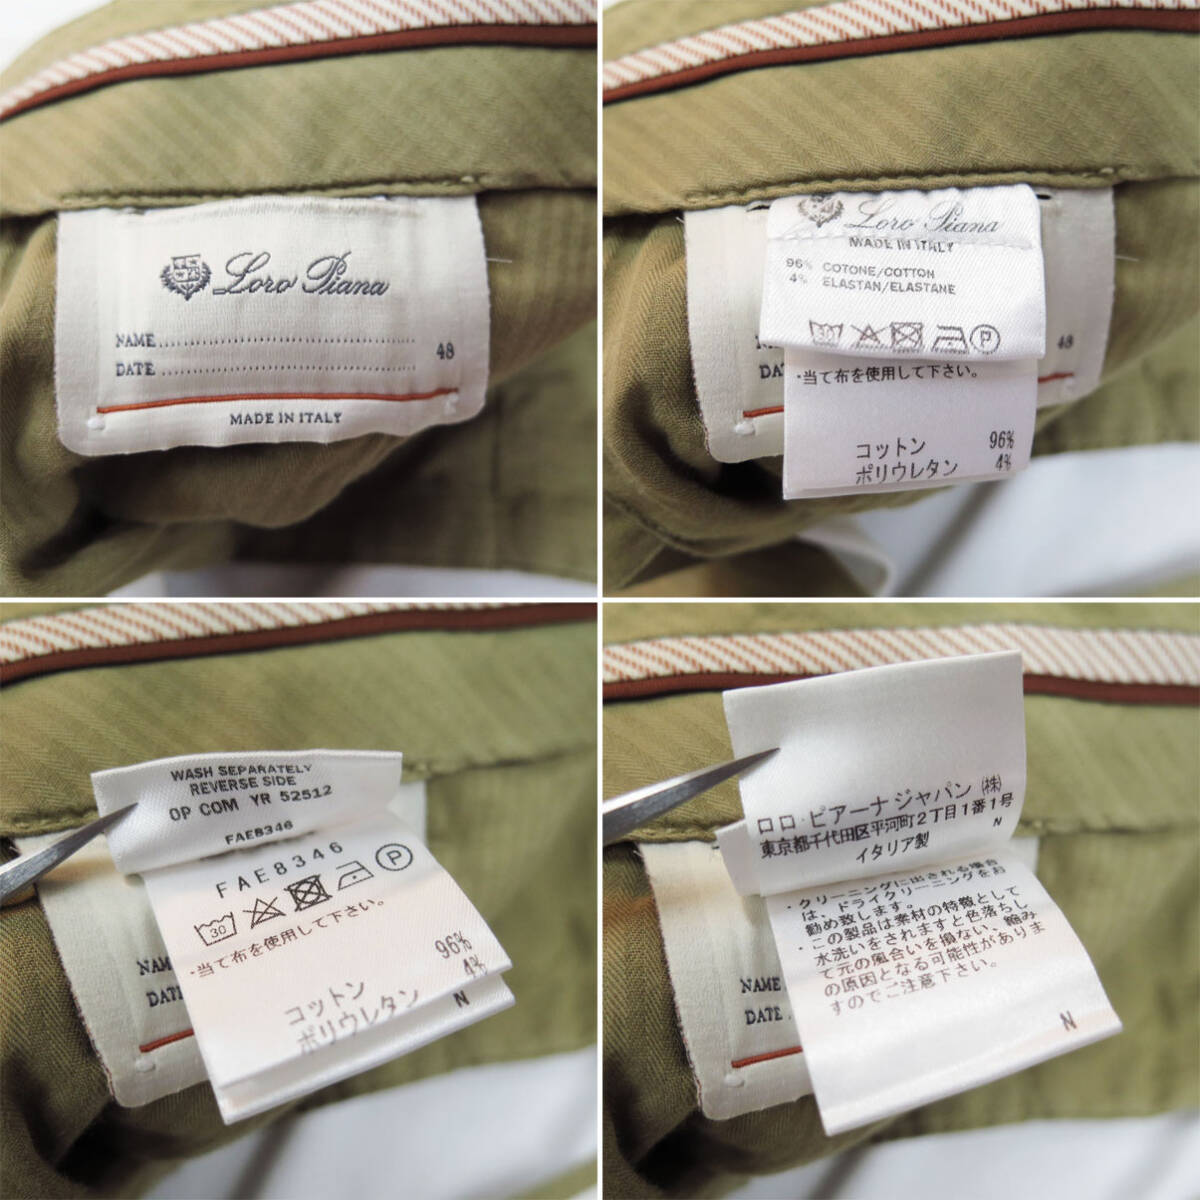 Loro Piana
NAME
DATE
48
MADE IN ITALY
Loro Piana
MADE IN ITALY
96% COTONE/COTTON
4% ELASTAN/ELASTANE
30 P
DA
48
・当て布を使用して下さい。
コットン 96%
ポリウレタン 4%
WASH SEPARATELY
REVERSE SIDE
OP COM YR 52512
FAE8346
FAE8346
30 P
・当て布を使用して下さい。
96%
4%
コットン
ポリウレタン
N
NAM
DATE
ロロ・ピアーナジャパン㈱
東京都千代田区平河町2丁目1番1号
イタリア製
N
・クリーニングに出される場合
は、ドライクリーニングをお
勧め致します。
・この製品は素材の特徴として
水洗いをされますと色落ちし
て元の風合いを損ない、縮み
の原因となる可能性がありま
すのでご注意下さい。
N
NAME
DATE